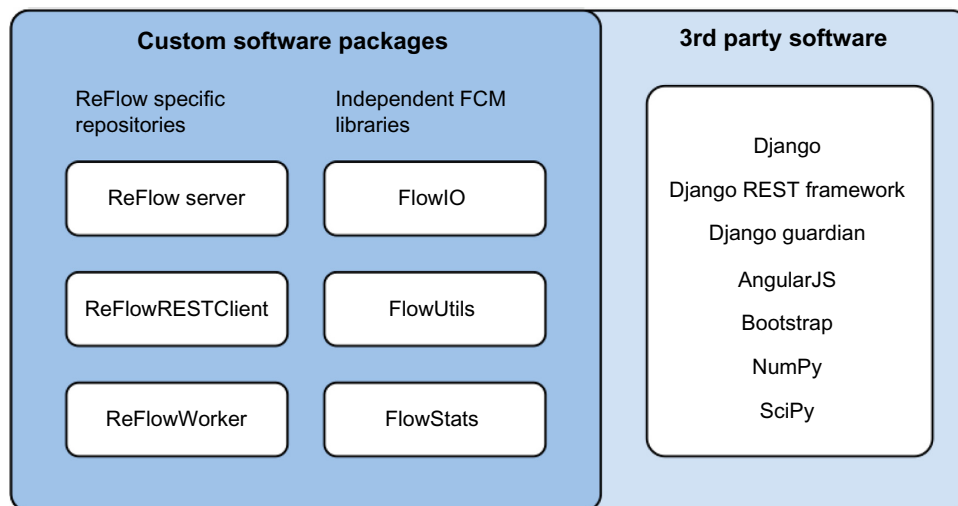 Custom software packages
3rd party software
ReFlow specific
repositories
Independent FCM
libraries
ReFlow server
FlowIO
ReFlowRESTClient
FlowUtils
ReFlowWorker
FlowStats
Django
Django REST framework
Django guardian
AngularJS
Bootstrap
NumPy
SciPy